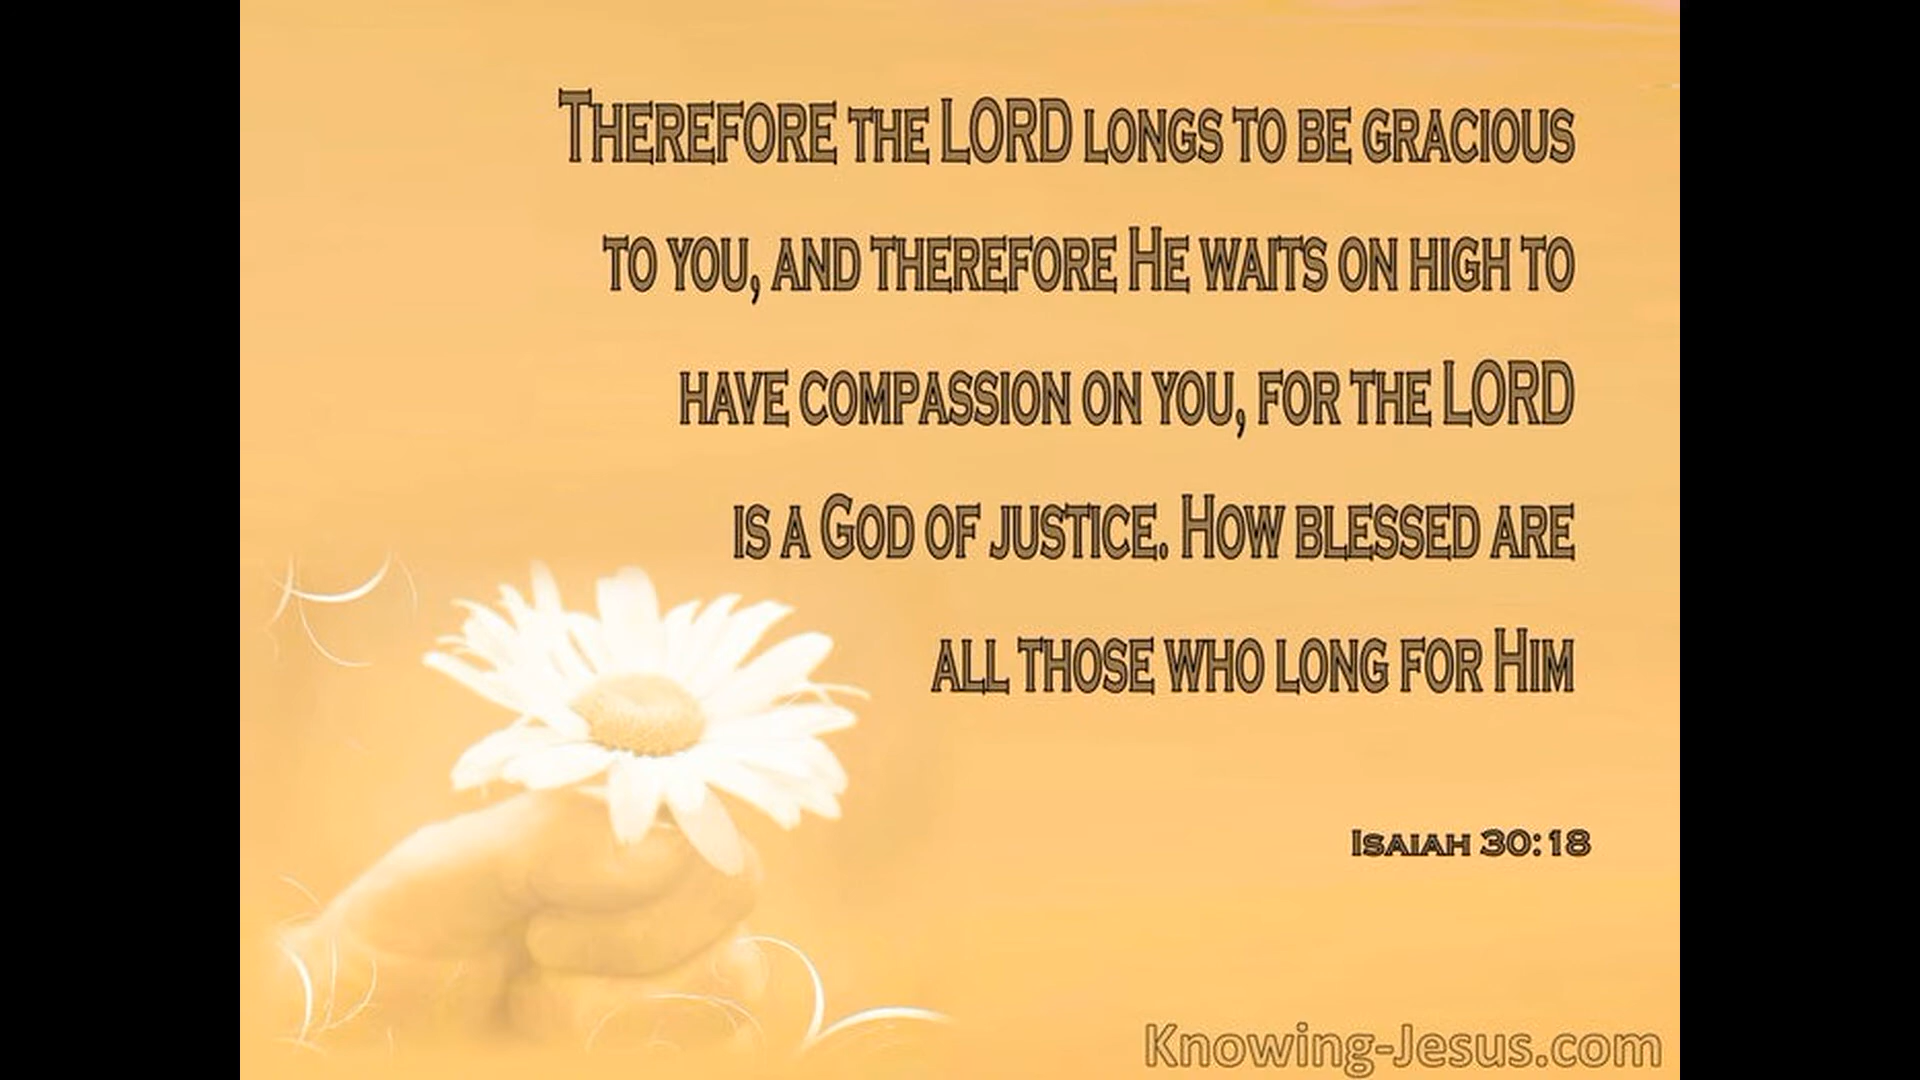 Therefore the LORD longs to be gracious
to you, and therefore He waits on high to
have compassion on you, for the LORD
is a God of justice. How blessed are
all those who long for Him
Isaiah 30:18
Knowing-Jesus.com